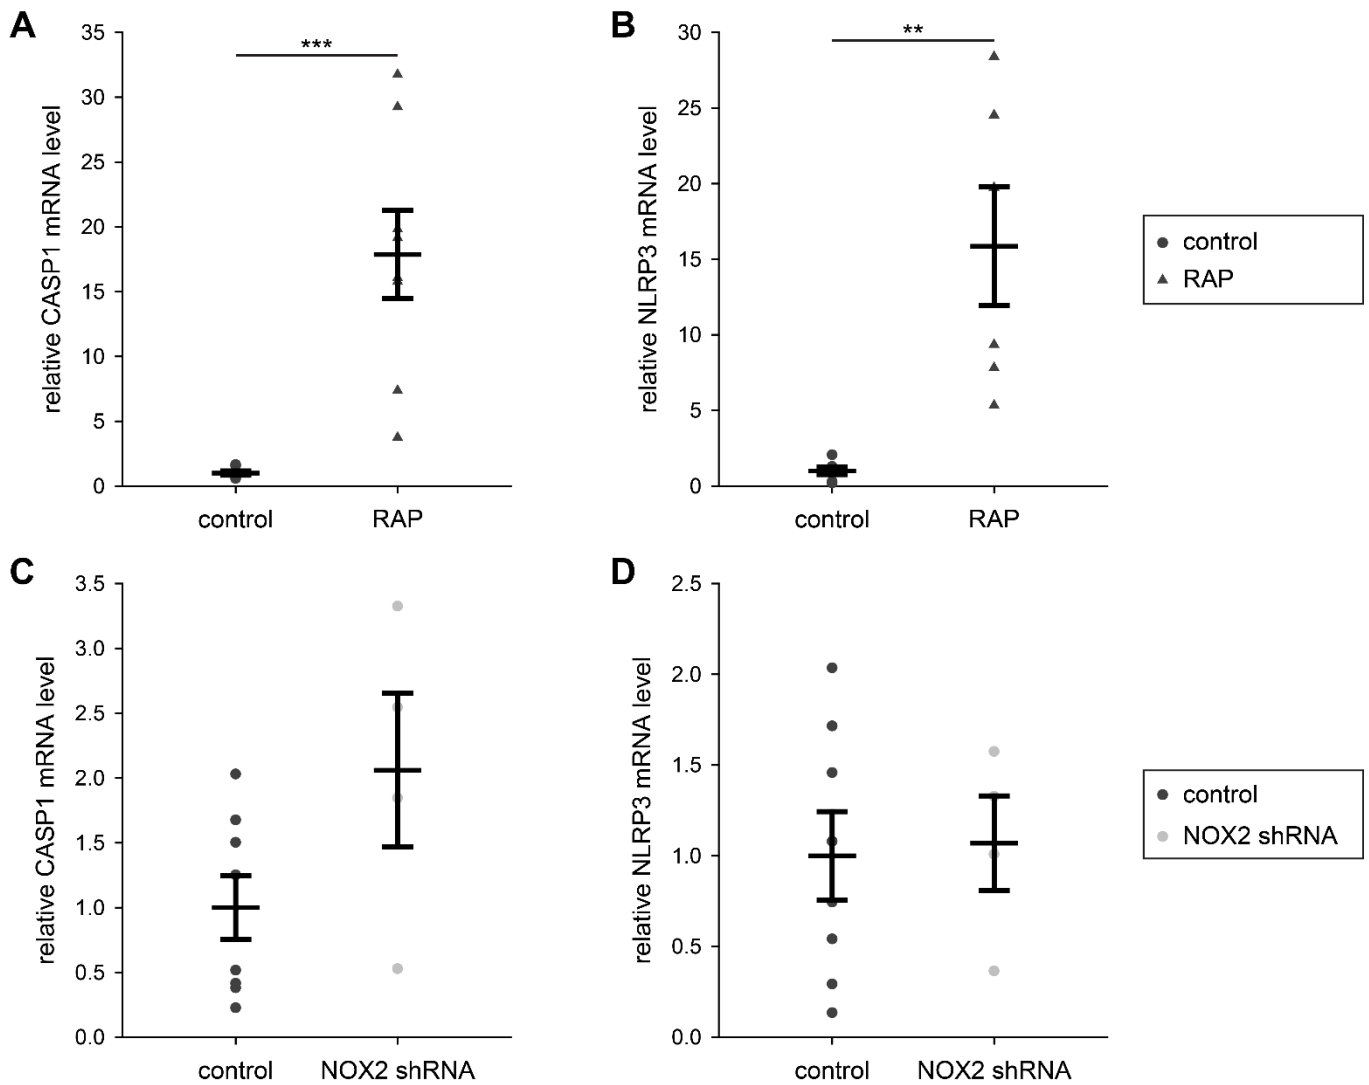 A
relative CASP1 mRNA level
35
30
25
20
15
10
5
0
***
control
RAP
B
relative NLRP3 mRNA level
30
25
20
15
10
5
0
**
control
RAP
control
RAP
C
relative CASP1 mRNA level
3.5
3.0
2.5
2.0
1.5
1.0
0.5
0.0
control
NOX2 shRNA
D
relative NLRP3 mRNA level
2.5
2.0
1.5
1.0
0.5
0.0
control
NOX2 shRNA
control
NOX2 shRNA